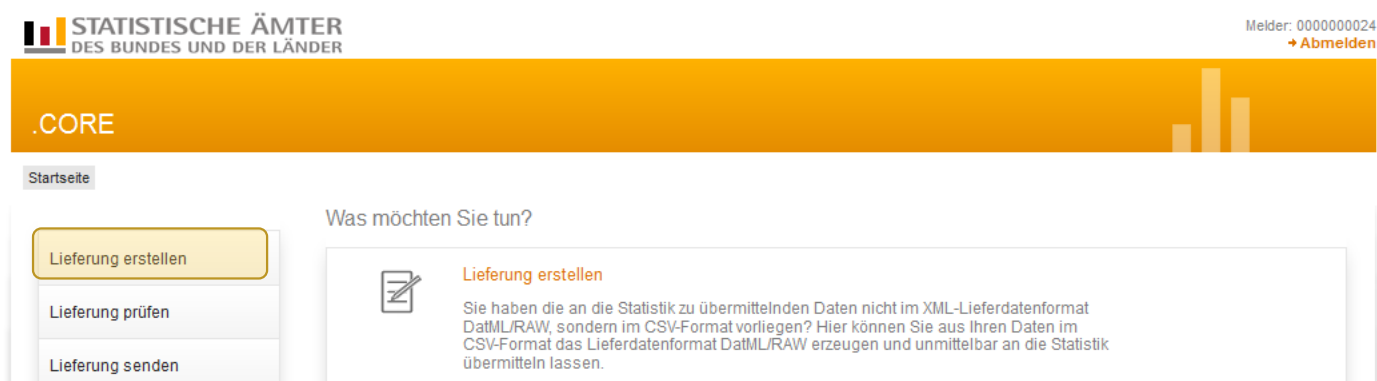 STATISTISCHE ÄMTER
DES BUNDES UND DER LÄNDER
Melder: 0000000024
Abmelden
.CORE
Startseite
Was möchten Sie tun?
Lieferung erstellen
Lieferung prüfen
Lieferung senden
Lieferung erstellen
Sie haben die an die Statistik zu übermittelnden Daten nicht im XML-Lieferdatenformat
DatML/RAW, sondern im CSV-Format vorliegen? Hier können Sie aus Ihren Daten im
CSV-Format das Lieferdatenformat DatML/RAW erzeugen und unmittelbar an die Statistik
übermitteln lassen.